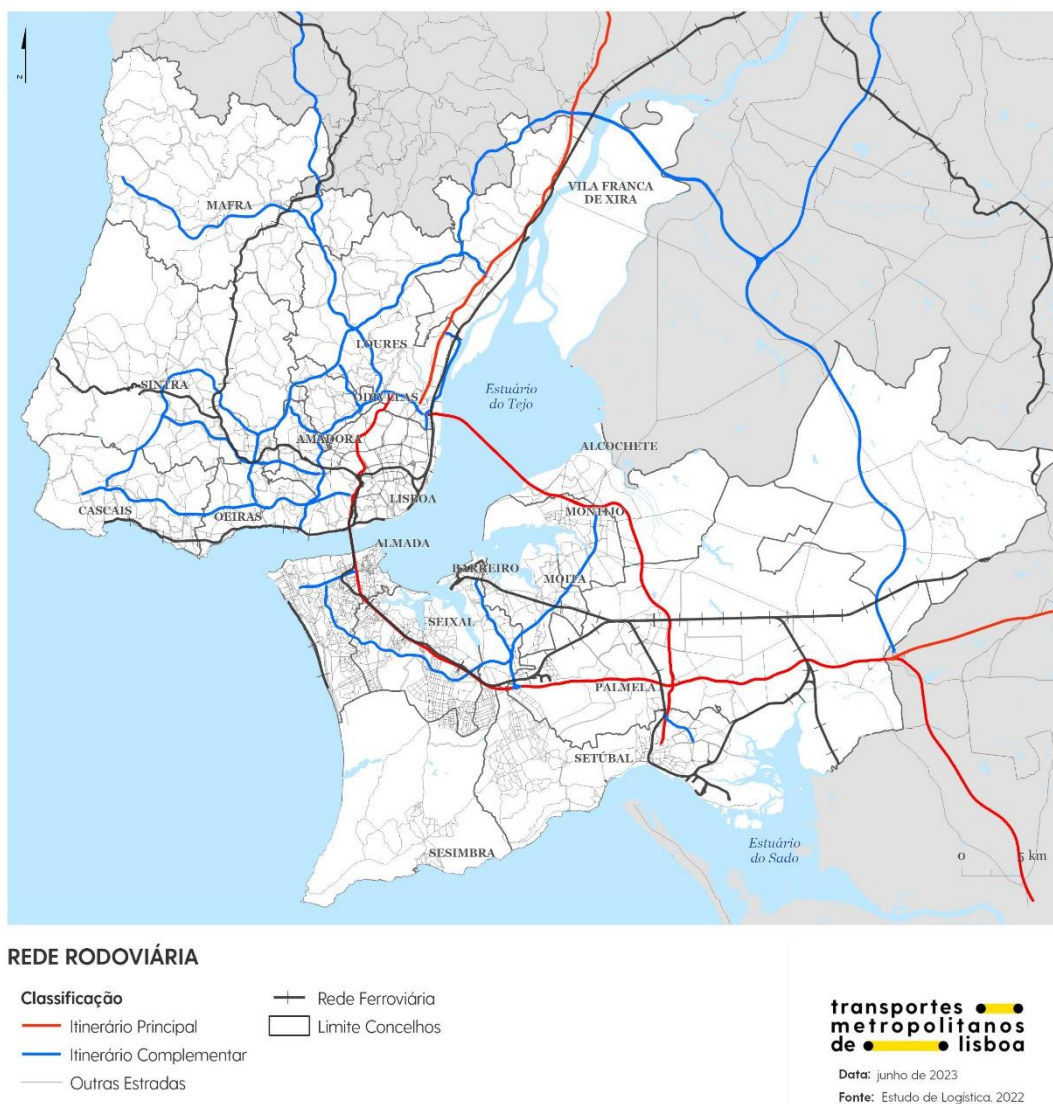 N
VILA FRANCA
DE XIRA
MAFRA
LOURES
Estuário
do Tejo
SINTRA
ODIVELAS
AMADORA
ALCOCHETE
LISBOA
CASCAIS
OEIRAS
MONTIJO
ALMADA
BARREIRO
MOITA
SEIXAL
PALMELA
SETÚBAL
Estuário
do Sado
SESIMBRA
0 5 km
REDE RODOVIÁRIA
Classificação
Itinerário Principal
Itinerário Complementar
Outras Estradas
Rede Ferroviária
Limite Concelhos
transportes
metropolitanos
de lisboa
Data: junho de 2023
Fonte: Estudo de Logística, 2022